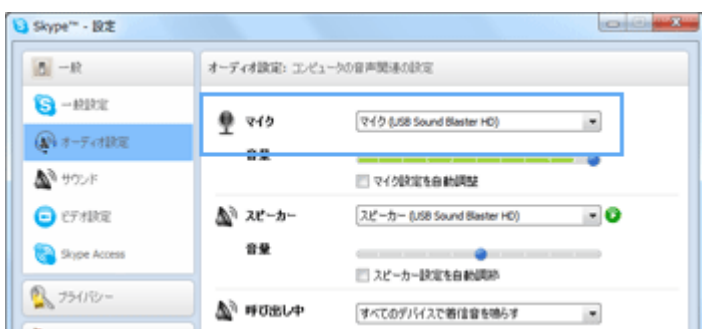 Skype™ - 設定
一般
オーディオ設定: コンピュータの音声関連の設定
一般設定
マイク
マイク (USB Sound Blaster HD)
オーディオ設定
音量
サウンド
マイク設定を自動調整
ビデオ設定
スピーカー
スピーカー (USB Sound Blaster HD)
Skype Access
音量
スピーカー設定を自動調節
プライバシー
呼び出し中
すべてのデバイスで着信音を鳴らす